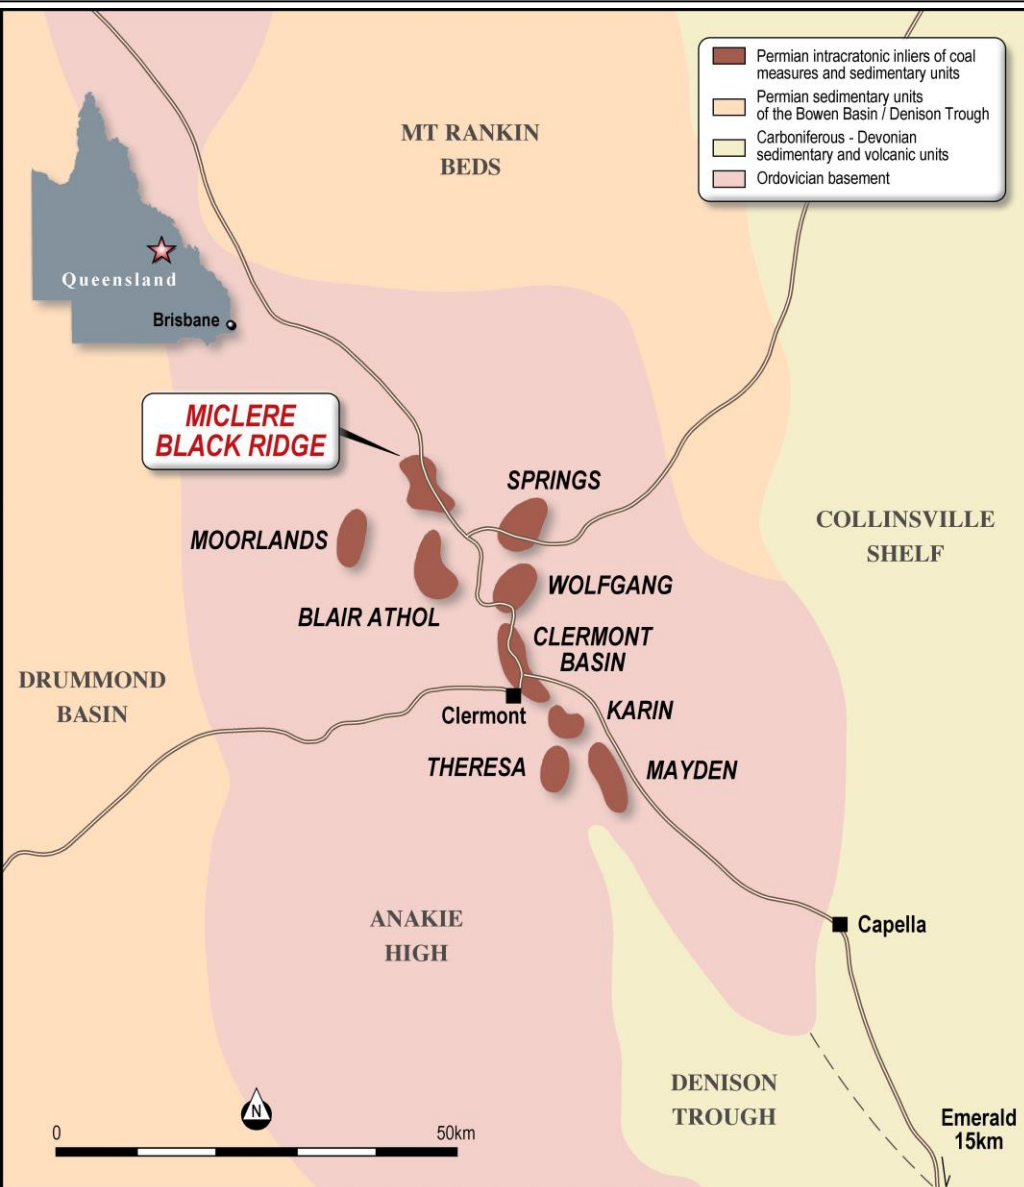 Permian intracratonic inliers of coal
measures and sedimentary units
Permian sedimentary units
of the Bowen Basin / Denison Trough
Carboniferous - Devonian
sedimentary and volcanic units
Ordovician basement
MT RANKIN
BEDS
Queensland
Brisbane
MICLERE
BLACK RIDGE
SPRINGS
MOORLANDS
COLLINSVILLE
SHELF
WOLFGANG
BLAIR ATHOL
CLERMONT
BASIN
DRUMMOND
BASIN
Clermont
KARIN
THERESA
MAYDEN
ANAKIE
HIGH
Capella
DENISON
TROUGH
N
0
50km
Emerald
15km